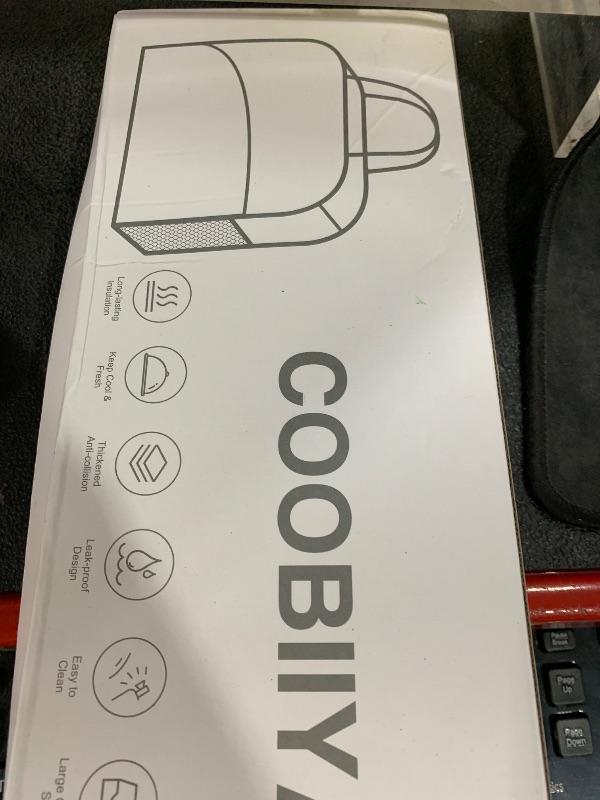 COOBIIY
Long-lasting
Insulation
Keep Cool &
Fresh
Thickened
Anti-collision
Leak-proof
Design
Easy to
Clean
Large
Pause
Break
Page
Up
Page
Down